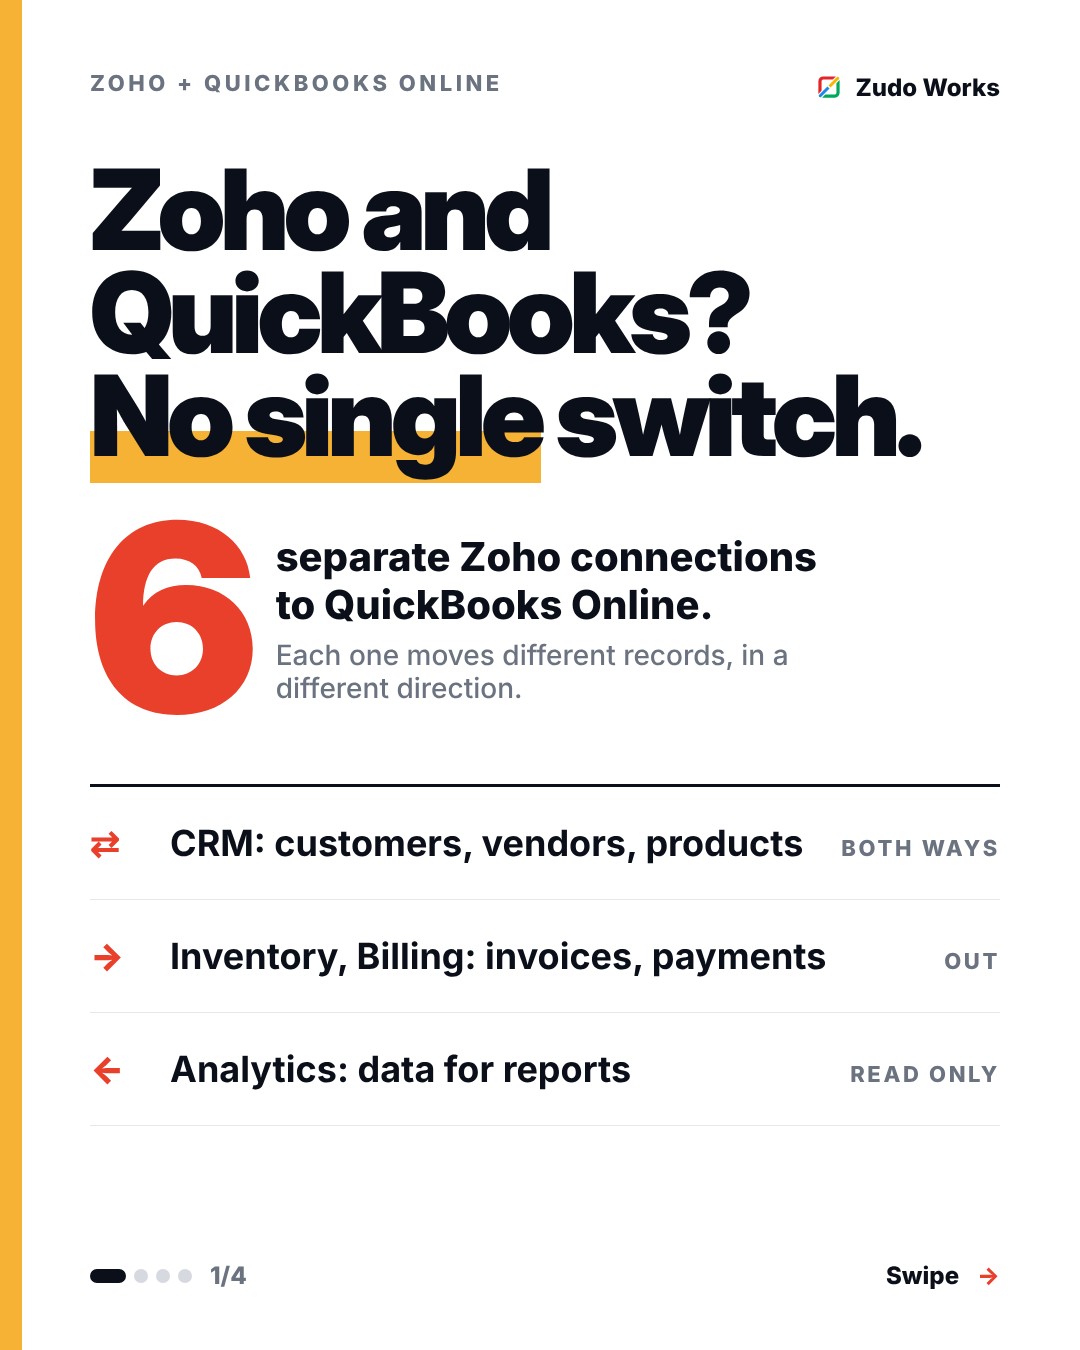 ZOHO + QUICKBOOKS ONLINE
Zudo Works
Zoho and
QuickBooks?
No single switch.
6
separate Zoho connections
to QuickBooks Online.
Each one moves different records, in a
different direction.
⇄ CRM: customers, vendors, products BOTH WAYS
→ Inventory, Billing: invoices, payments OUT
← Analytics: data for reports READ ONLY
1/4
Swipe →